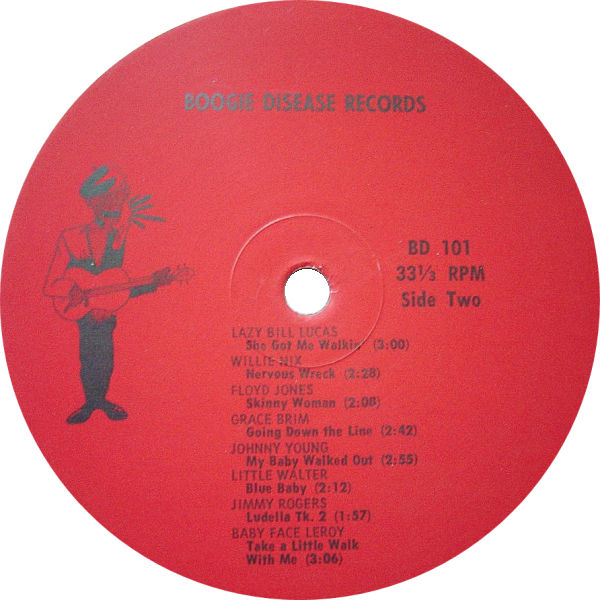 BOOGIE DISEASE RECORDS
BD 101
33⅓ RPM
Side Two
LAZY BILL LUCAS
She Got Me Walkin' (3:00)
WILLIE NIX
Nervous Wreck (2:28)
FLOYD JONES
Skinny Woman (2:08)
GRACE BRIM
Going Down the Line (2:42)
JOHNNY YOUNG
My Baby Walked Out (2:55)
LITTLE WALTER
Blue Baby (2:12)
JIMMY ROGERS
Ludella Tk. 2 (1:57)
BABY FACE LEROY
Take a Little Walk
With Me (3:06)